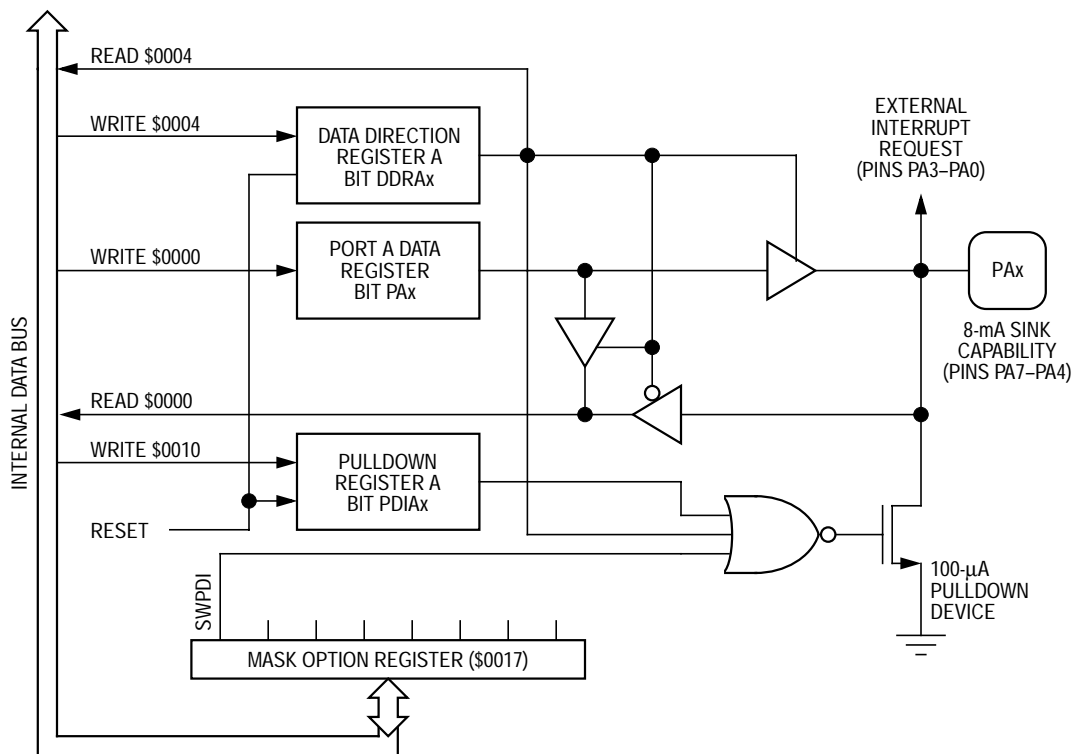 READ $0004
WRITE $0004
DATA DIRECTION
REGISTER A
BIT DDRAx
EXTERNAL
INTERRUPT
REQUEST
(PINS PA3–PA0)
WRITE $0000
PORT A DATA
REGISTER
BIT PAx
PAx
8-mA SINK
CAPABILITY
(PINS PA7–PA4)
INTERNAL DATA BUS
READ $0000
WRITE $0010
PULLDOWN
REGISTER A
BIT PDIAx
RESET
SWPDI
100-µA
PULLDOWN
DEVICE
MASK OPTION REGISTER ($0017)